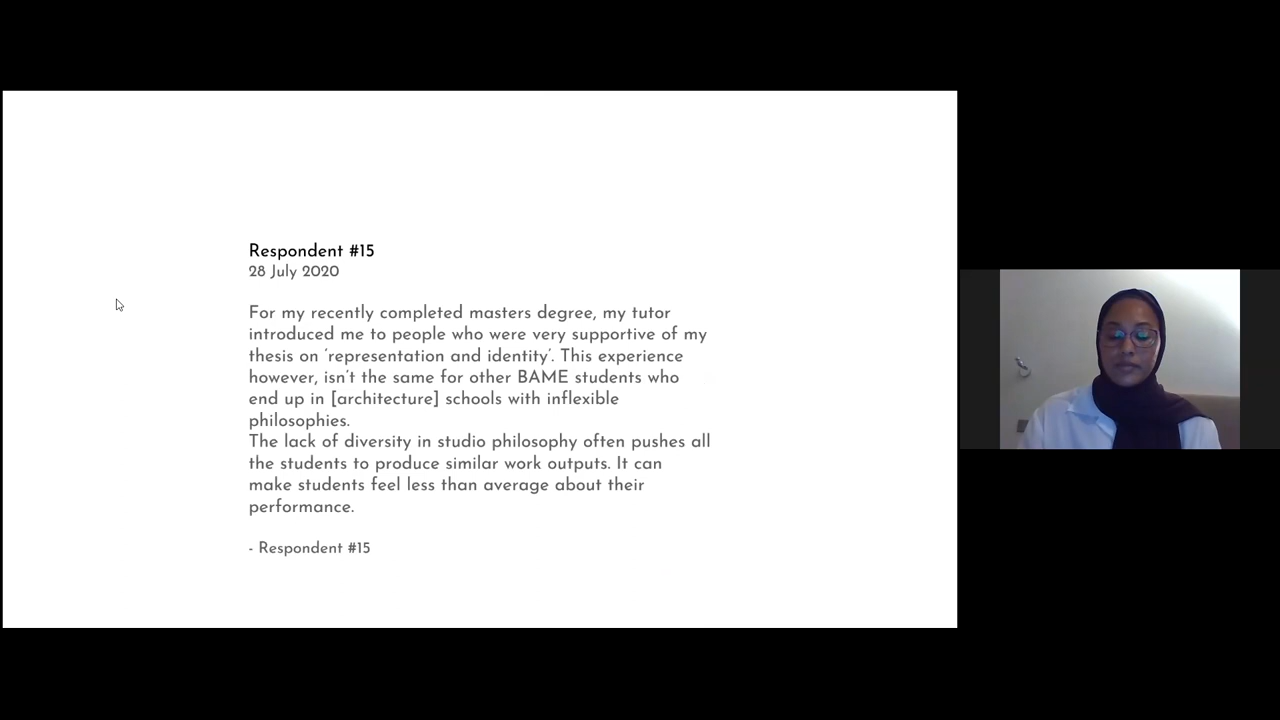 Respondent #15
28 July 2020
For my recently completed masters degree, my tutor
introduced me to people who were very supportive of my
thesis on ‘representation and identity’. This experience
however, isn’t the same for other BAME students who
end up in [architecture] schools with inflexible
philosophies.
The lack of diversity in studio philosophy often pushes all
the students to produce similar work outputs. It can
make students feel less than average about their
performance.
- Respondent #15